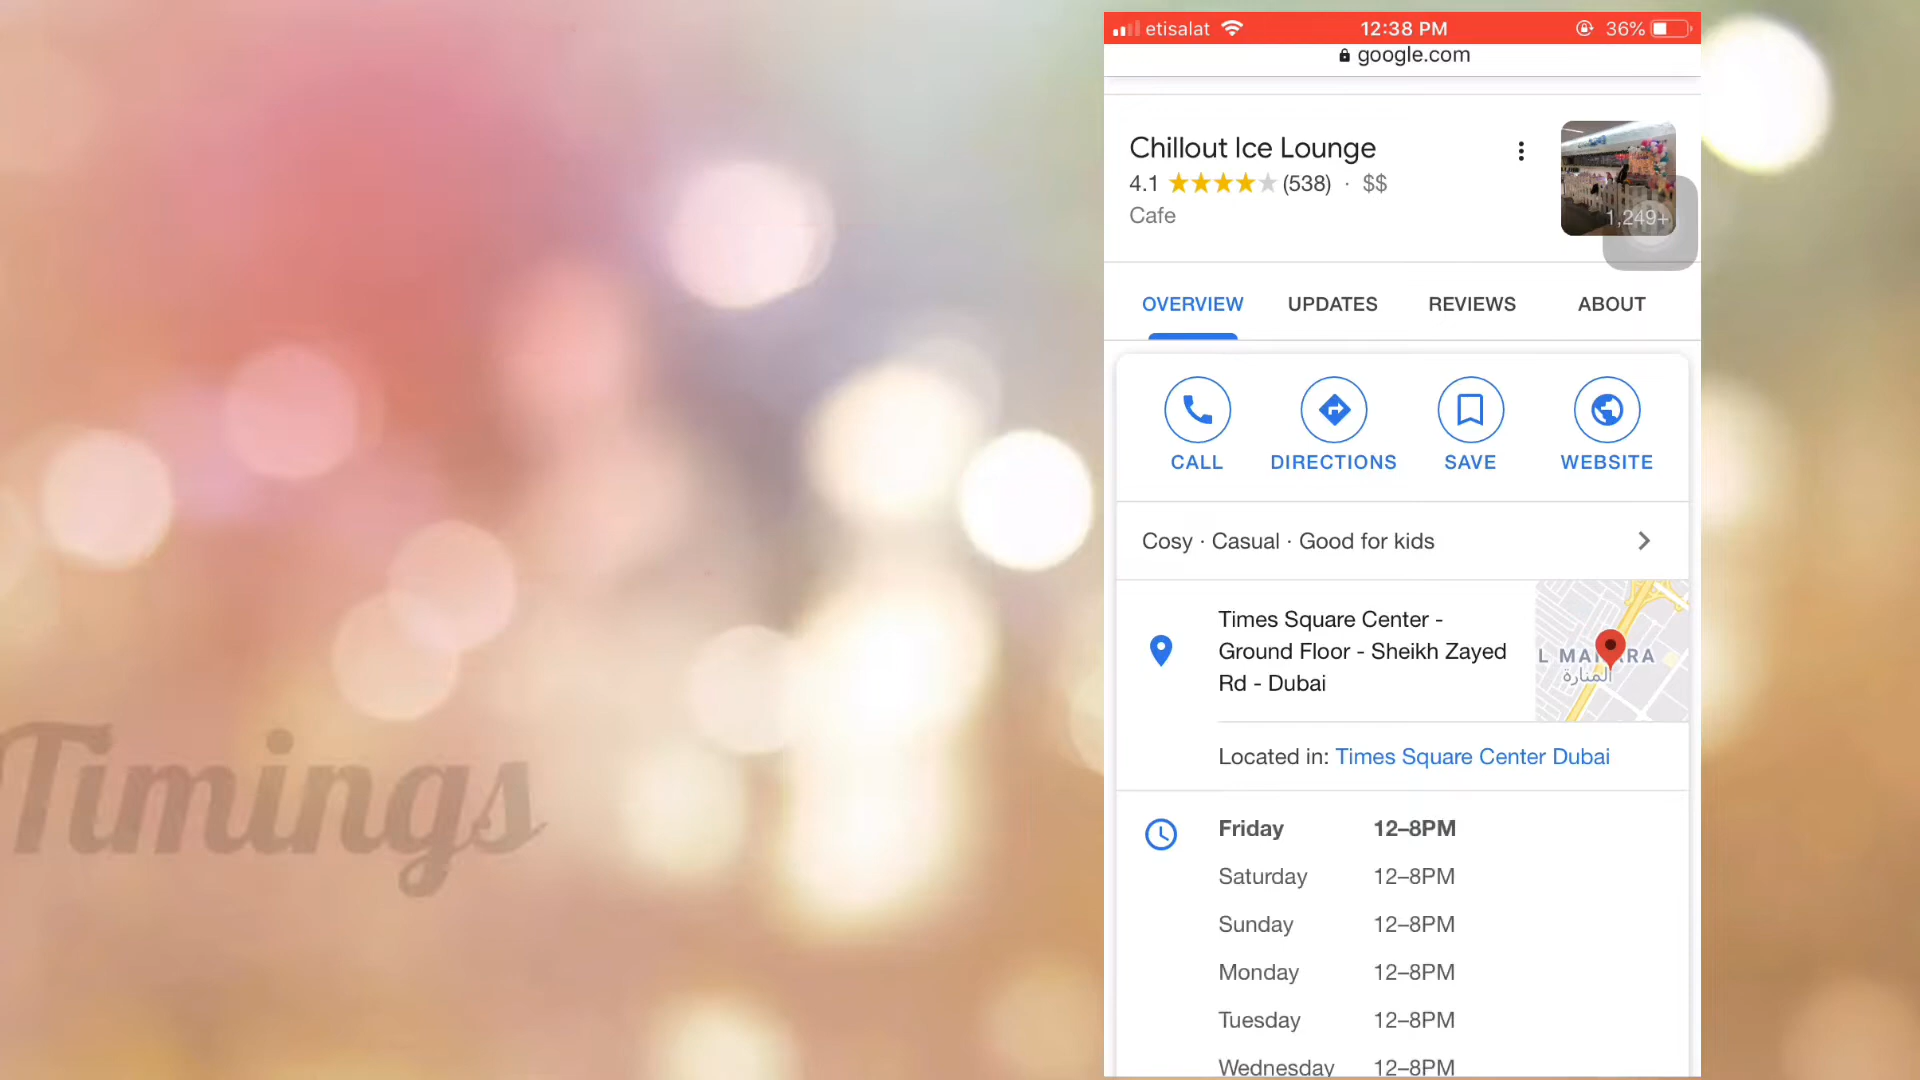 Timings
etisalat 12:38 PM 36%
google.com
Chillout Ice Lounge
4.1 (538) · $$
Cafe
1,249+
OVERVIEW UPDATES REVIEWS ABOUT
CALL DIRECTIONS SAVE WEBSITE
Cosy · Casual · Good for kids
Times Square Center -
Ground Floor - Sheikh Zayed
Rd - Dubai
المنارة
Located in: Times Square Center Dubai
Friday 12–8PM
Saturday 12–8PM
Sunday 12–8PM
Monday 12–8PM
Tuesday 12–8PM
Wednesday 12–8PM